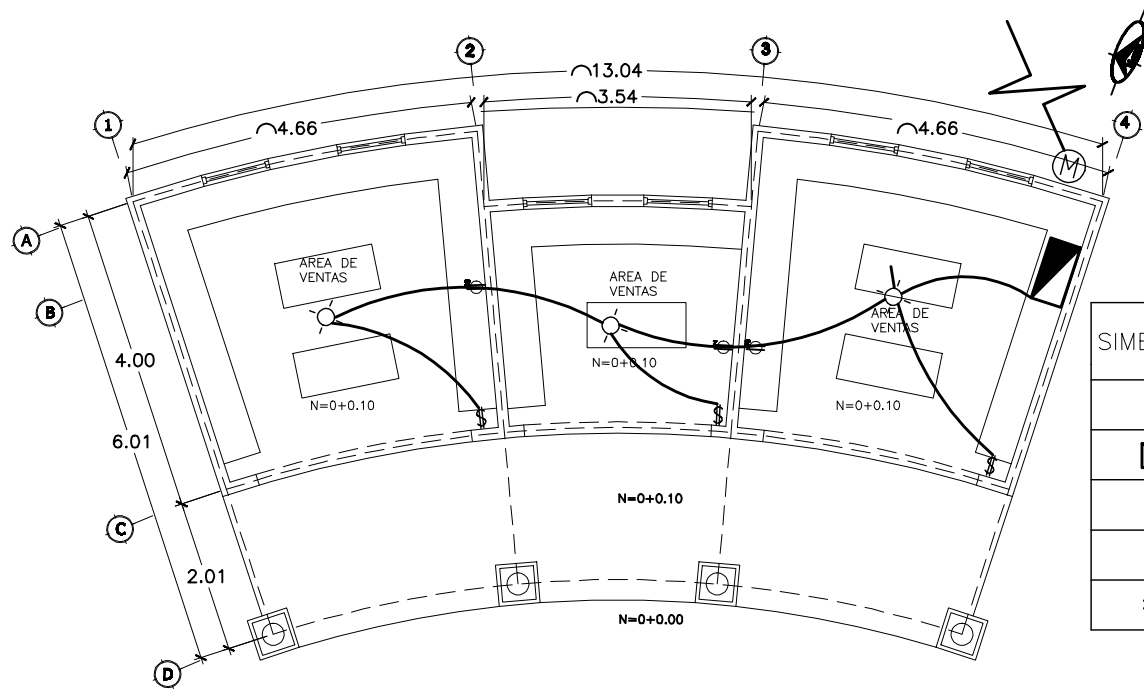 2
3
⌒13.04
⌒3.54
1
⌒4.66
⌒4.66
4
M
A
AREA DE
VENTAS
AREA DE
VENTAS
B
AREA DE
VENTAS
SIMB
4.00
N=0+0.10
N=0+0.10
N=0+0.10
$
$
6.01
$
N=0+0.10
C
2.01
N=0+0.00
D